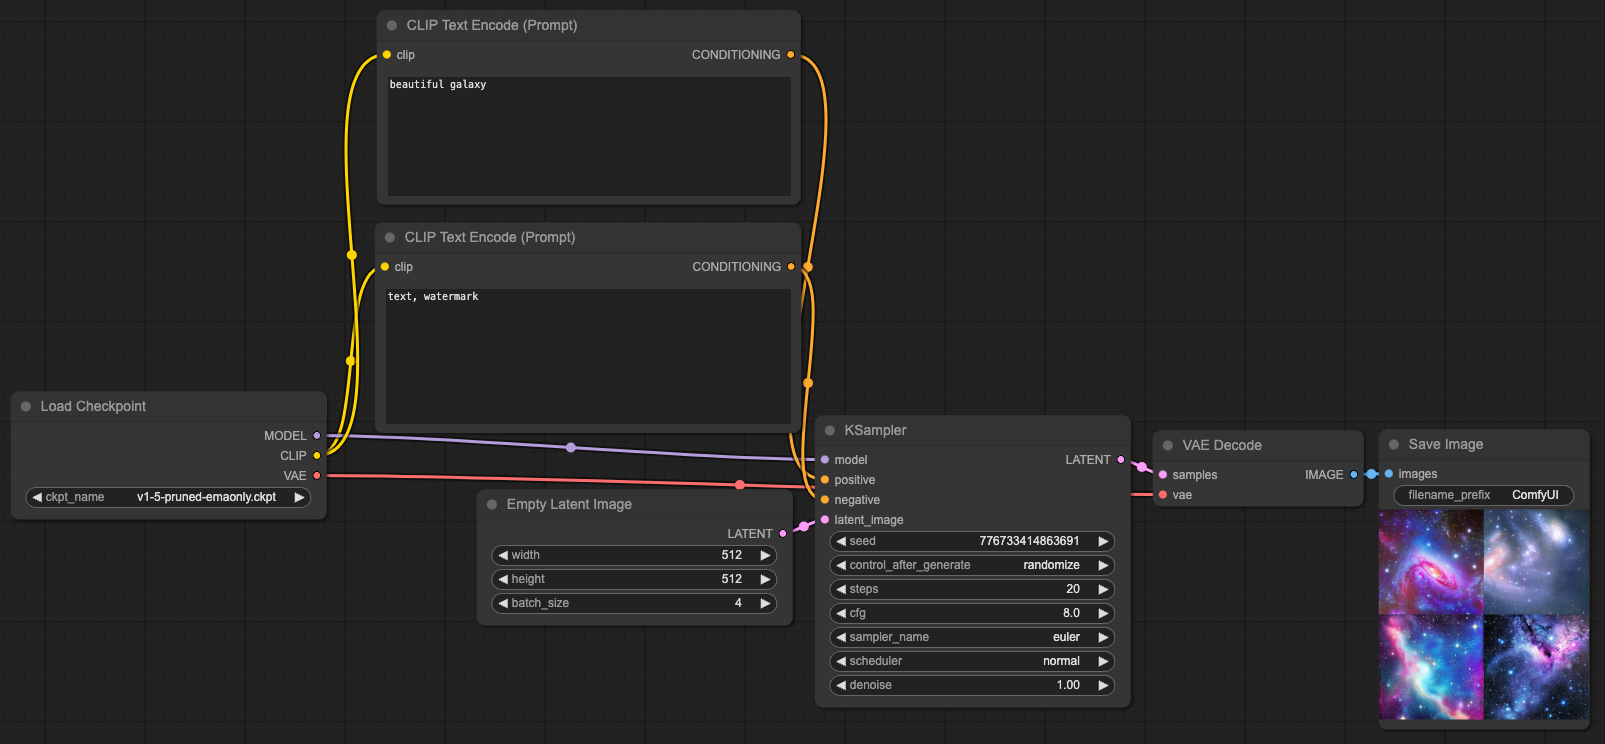 CLIP Text Encode (Prompt)
clip CONDITIONING
beautiful galaxy
CLIP Text Encode (Prompt)
clip CONDITIONING
text, watermark
Load Checkpoint
MODEL
CLIP
VAE
ckpt_name v1-5-pruned-emaonly.ckpt
Empty Latent Image
LATENT
width 512
height 512
batch_size 4
KSampler
model LATENT
positive
negative
latent_image
seed 776733414863691
control_after_generate randomize
steps 20
cfg 8.0
sampler_name euler
scheduler normal
denoise 1.00
VAE Decode
samples IMAGE
vae
Save Image
images
filename_prefix ComfyUI